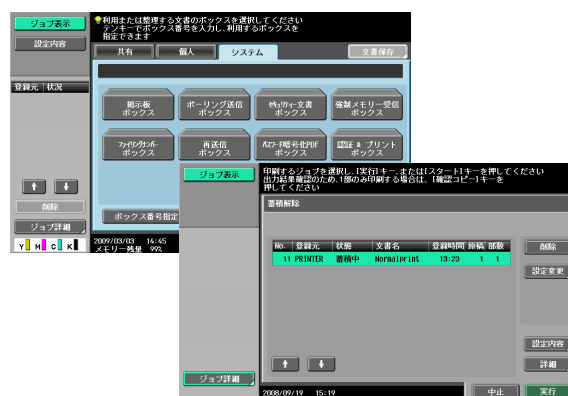 ジョブ表示
設定内容
登録元 状況
削除
ジョブ詳細
Y M C K
利用または整理する文書のボックスを選択してください
テンキーでボックス番号を入力し、利用するボックスを
指定できます
共有 個人 システム 文書保存
掲示板
ボックス
ポーリング送信
ボックス
セキュリティ文書
ボックス
強制メモリー受信
ボックス
ファイリングナンバー
ボックス
再送信
ボックス
パスワード暗号化PDF
ボックス
認証 & プリント
ボックス
ボックス番号指定
2009/03/03 14:45
メモリー残量 99%
ジョブ表示
ジョブ詳細
印刷するジョブを選択し、[実行]キー、または[スタート]キーを押してください
出力結果確認のため、1部のみ印刷する場合は、[確認コピー]キーを
押してください
蓄積解除
No. 登録元 状態 文書名 登録時間 原稿 部数
11 PRINTER 蓄積中 Normalprint 13:23 1 1
削除
設定変更
設定内容
詳細
2008/09/19 15:19
中止 実行